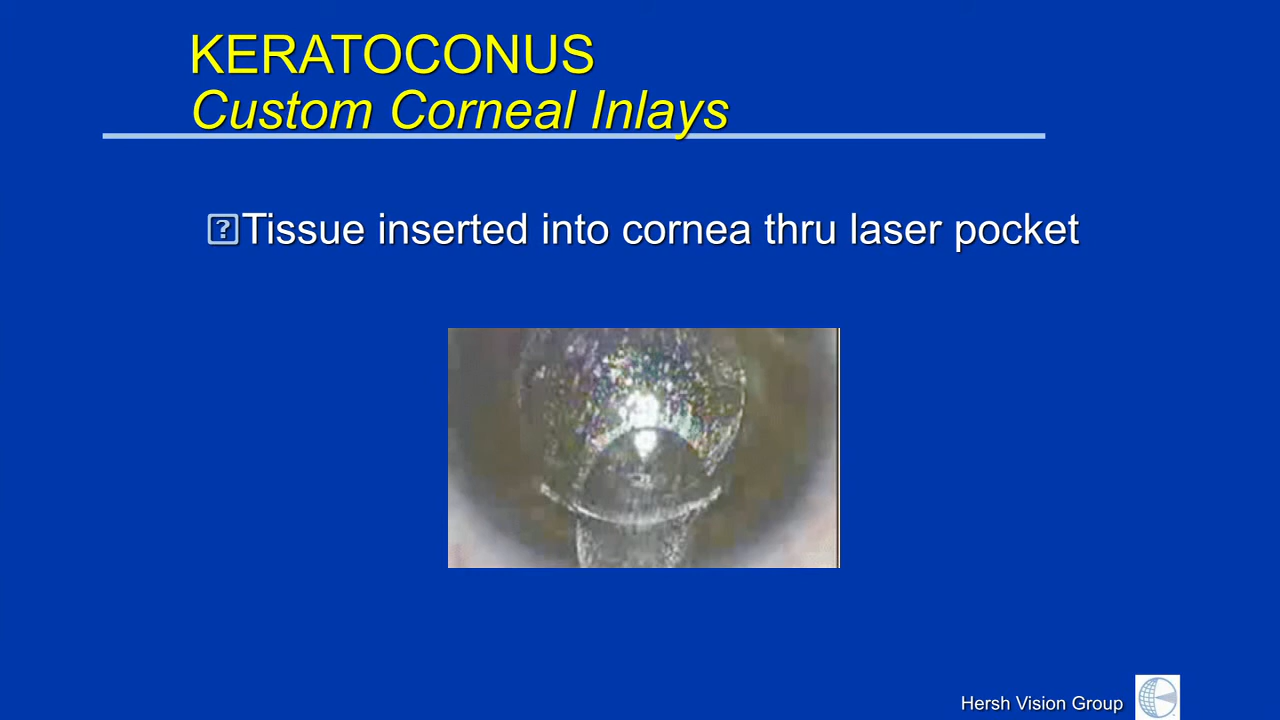 KERATOCONUS
Custom Corneal Inlays
Tissue inserted into cornea thru laser pocket
Hersh Vision Group